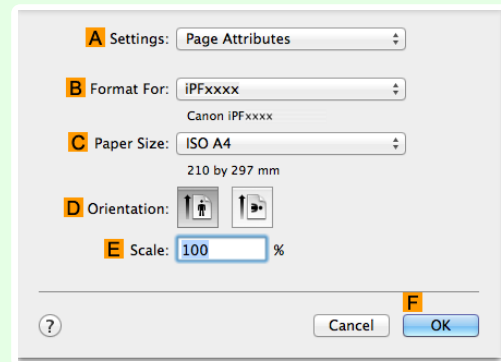 A Settings: Page Attributes
B Format For: iPFxxxx
Canon iPFxxxx
C Paper Size: ISO A4
210 by 297 mm
D Orientation:
E Scale: 100 %
F
? Cancel OK